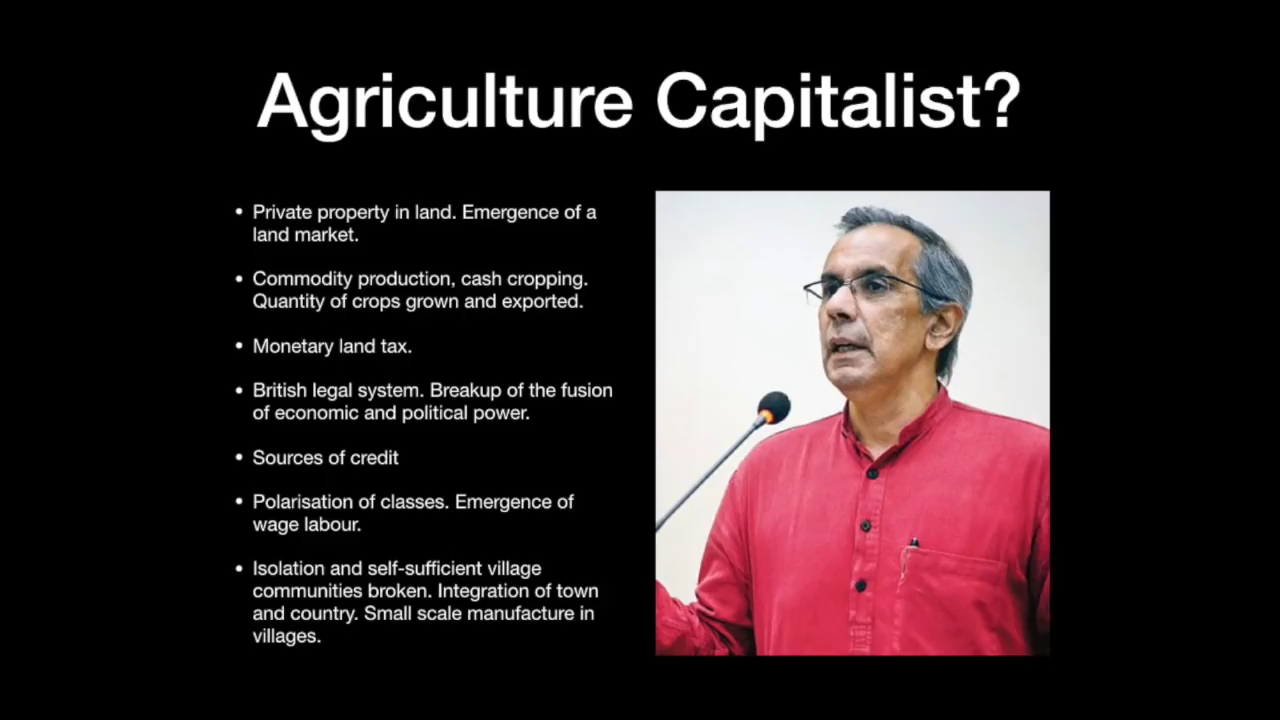 Agriculture Capitalist?
• Private property in land. Emergence of a
land market.
• Commodity production, cash cropping.
Quantity of crops grown and exported.
• Monetary land tax.
• British legal system. Breakup of the fusion
of economic and political power.
• Sources of credit
• Polarisation of classes. Emergence of
wage labour.
• Isolation and self-sufficient village
communities broken. Integration of town
and country. Small scale manufacture in
villages.